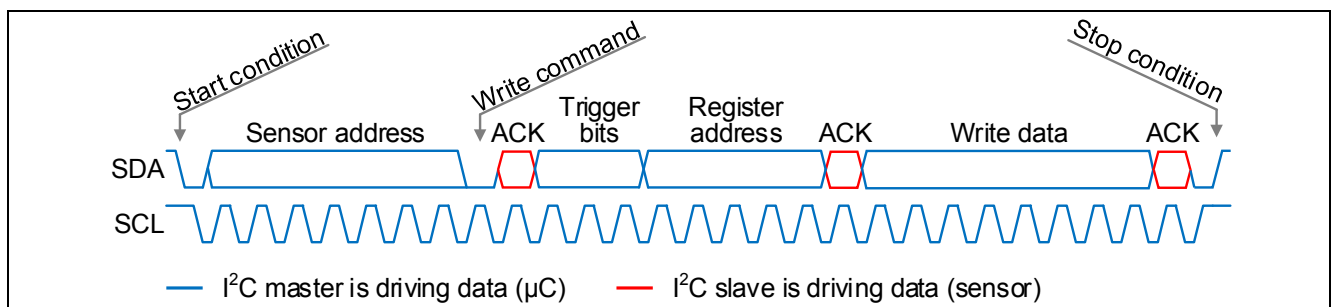 Start condition
Write command
Stop condition
Sensor address ACK Trigger bits Register address ACK Write data ACK
SDA
SCL
I²C master is driving data (µC) I²C slave is driving data (sensor)